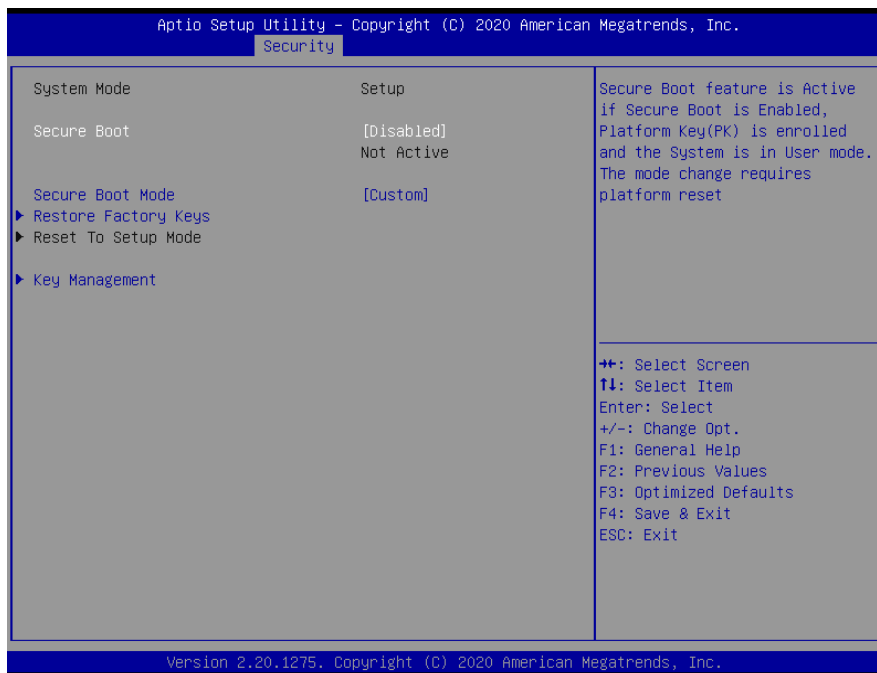 Aptio Setup Utility – Copyright (C) 2020 American Megatrends, Inc.
Security
System Mode Setup
Secure Boot [Disabled]
Not Active
Secure Boot Mode [Custom]
Restore Factory Keys
Reset To Setup Mode
Key Management
Secure Boot feature is Active
if Secure Boot is Enabled,
Platform Key(PK) is enrolled
and the System is in User mode.
The mode change requires
platform reset
→←: Select Screen
↑↓: Select Item
Enter: Select
+/-: Change Opt.
F1: General Help
F2: Previous Values
F3: Optimized Defaults
F4: Save & Exit
ESC: Exit
Version 2.20.1275. Copyright (C) 2020 American Megatrends, Inc.